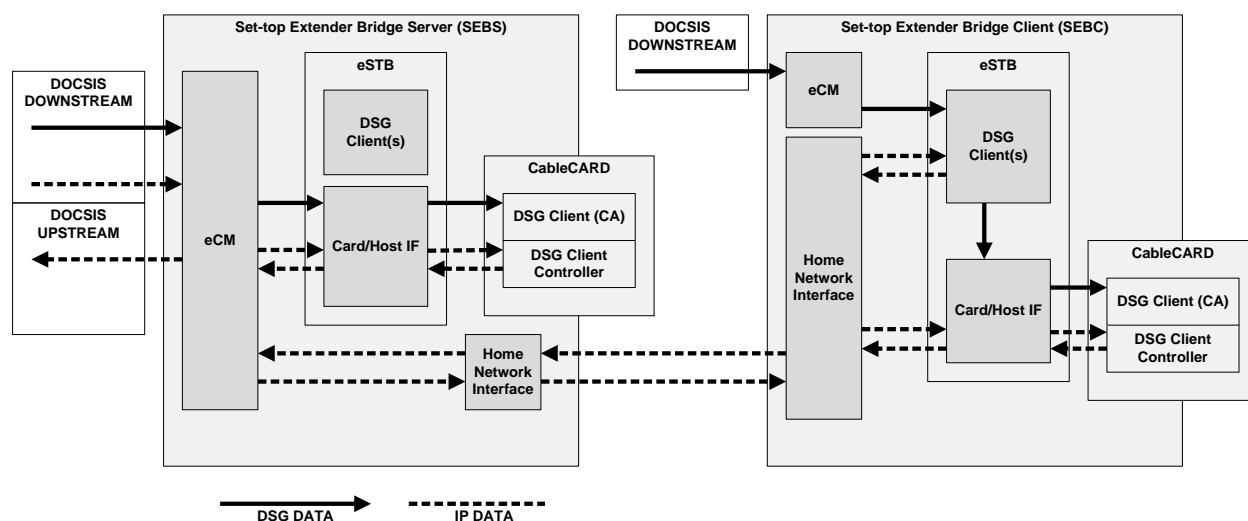 Set-top Extender Bridge Server (SEBS)
DOCSIS
DOWNSTREAM
DOCSIS
UPSTREAM
eCM
eSTB
DSG
Client(s)
Card/Host IF
CableCARD
DSG Client (CA)
DSG Client
Controller
Home
Network
Interface
DOCSIS
DOWNSTREAM
Set-top Extender Bridge Client (SEBC)
eCM
eSTB
DSG
Client(s)
Home
Network
Interface
Card/Host IF
CableCARD
DSG Client (CA)
DSG Client
Controller
DSG DATA
IP DATA